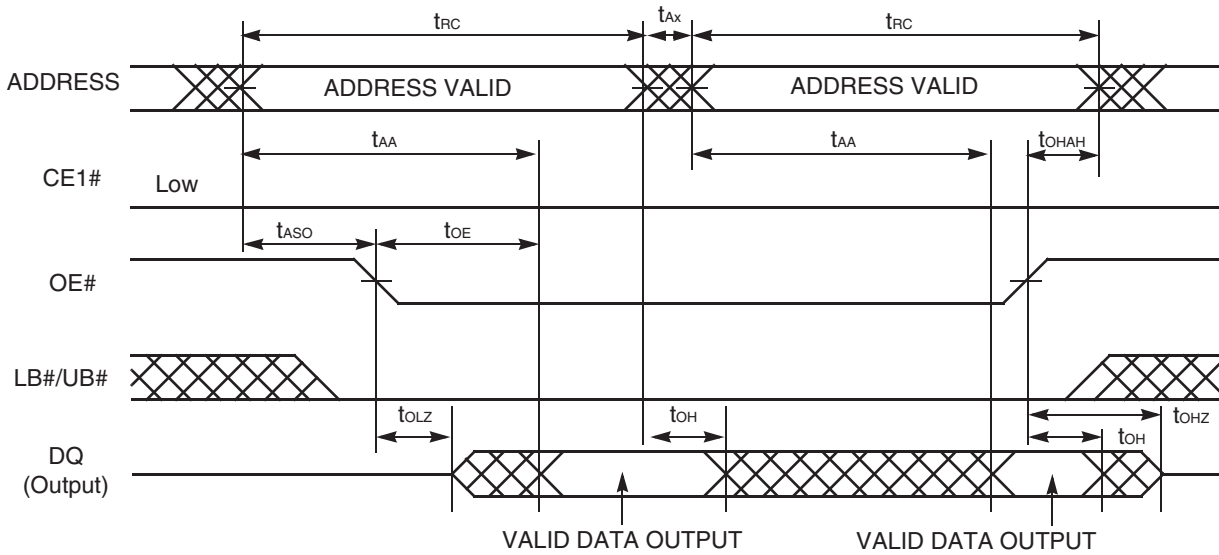 tRC tAx tRC
ADDRESS ADDRESS VALID ADDRESS VALID
tAA tAA tOHAH
CE1# Low
tASO tOE
OE#
LB#/UB#
tOLZ tOH tOHZ
tOH
DQ
(Output)
VALID DATA OUTPUT VALID DATA OUTPUT